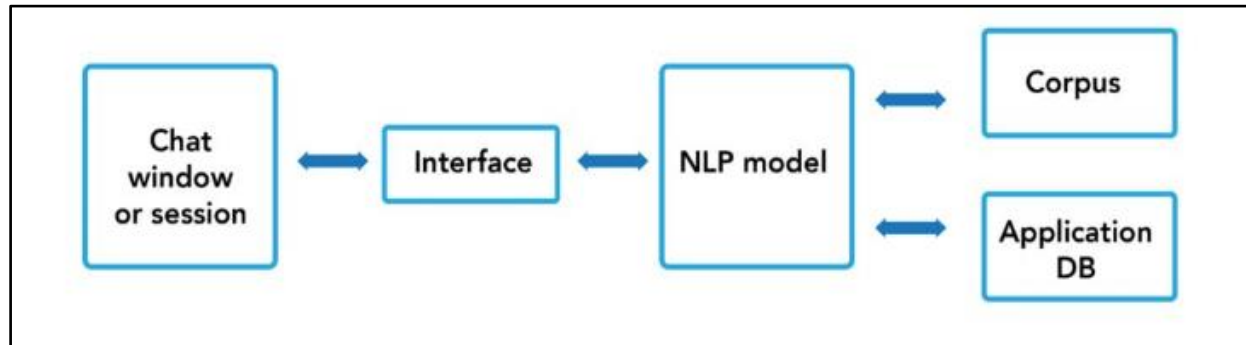 Chat
window
or session
Interface
NLP model
Corpus
Application
DB